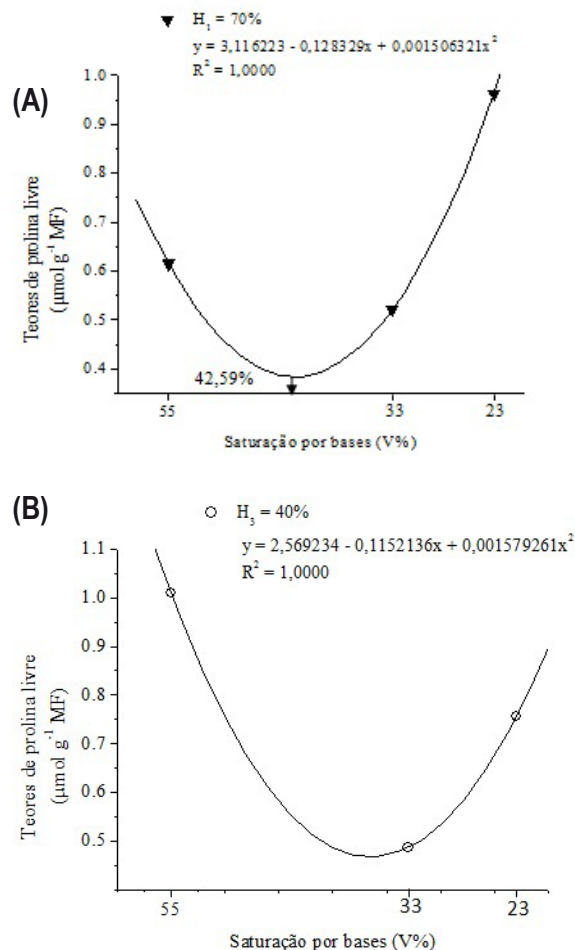 (A)
H₁ = 70%
y = 3,116223 - 0,128329x + 0,001506321x²
R² = 1,0000
Teores de prolina livre
(µmol g⁻¹ MF)
1.0
0.9
0.8
0.7
0.6
0.5
0.4
42,59%
55
33
23
Saturação por bases (V%)
(B)
H₃ = 40%
y = 2,569234 - 0,1152136x + 0,001579261x²
R² = 1,0000
Teores de prolina livre
(µmol g⁻¹ MF)
1.1
1.0
0.9
0.8
0.7
0.6
0.5
55
33
23
Saturação por bases (V%)